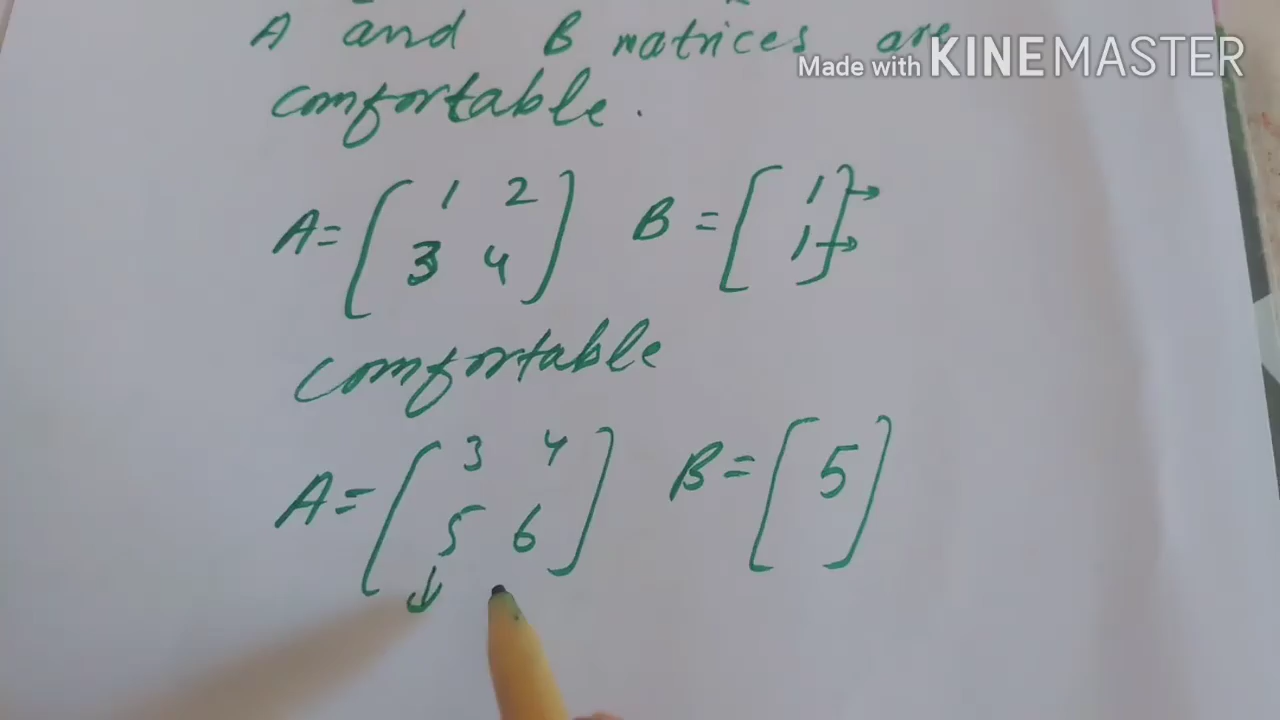 A and B matrices are
Made with KINEMASTER
comfortable.
A = [ 1 2 B = [ 1 ] →
3 4 ] 1 →
comfortable
A = [ 3 4 B = [ 5 ]
5 6 ]
↓